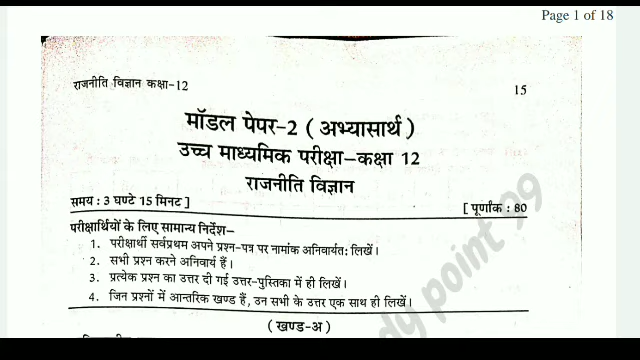 Page 1 of 18
राजनीति विज्ञान कक्षा-12
15
मॉडल पेपर-2 ( अभ्यासार्थ )
उच्च माध्यमिक परीक्षा–कक्षा 12
राजनीति विज्ञान
समय : 3 घण्टे 15 मिनट ]
[ पूर्णांक : 80
परीक्षार्थियों के लिए सामान्य निर्देश–
1. परीक्षार्थी सर्वप्रथम अपने प्रश्न-पत्र पर नामांक अनिवार्यत: लिखें।
2. सभी प्रश्न करने अनिवार्य हैं।
3. प्रत्येक प्रश्न का उत्तर दी गई उत्तर-पुस्तिका में ही लिखें।
4. जिन प्रश्नों में आन्तरिक खण्ड हैं, उन सभी के उत्तर एक साथ ही लिखें।
(खण्ड-अ)
dy point 99